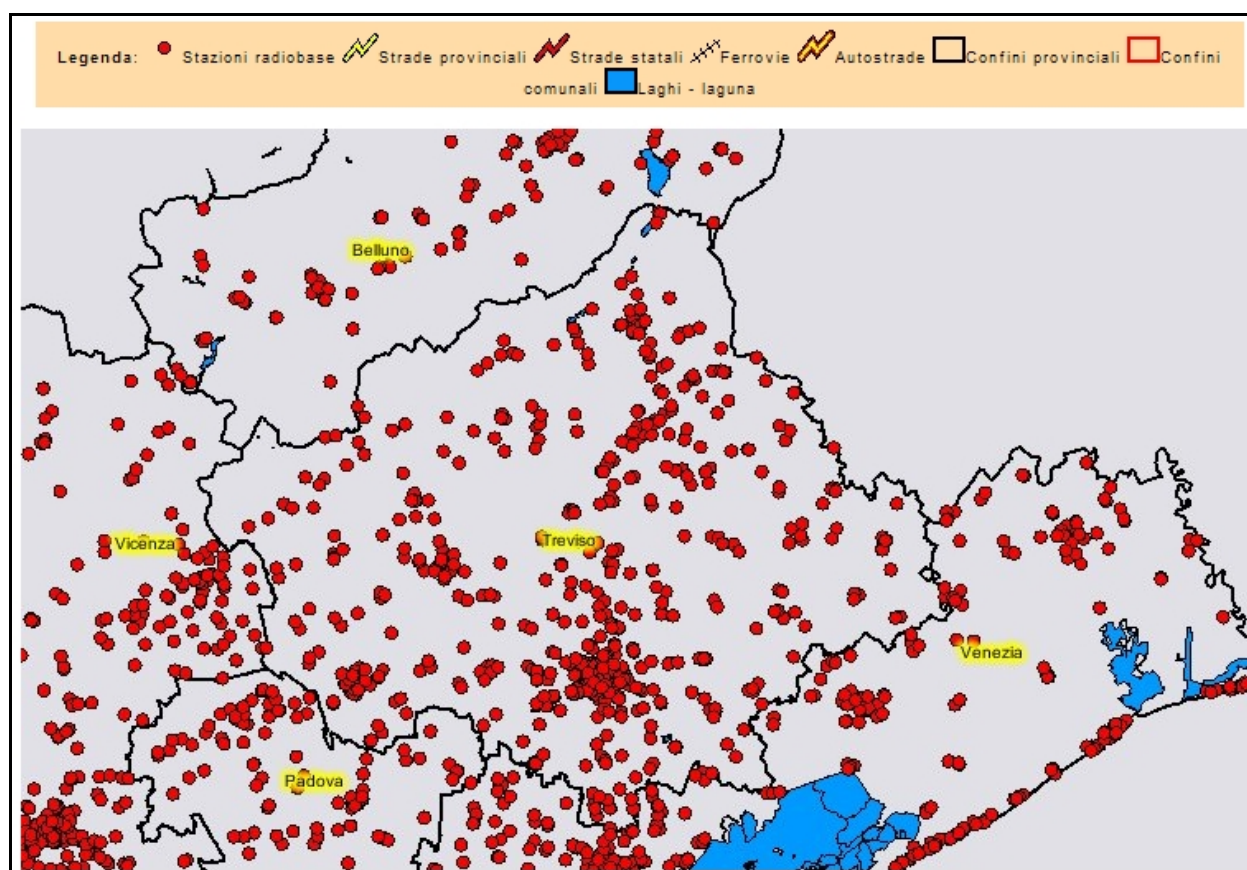 Legenda: Stazioni radiobase Strade provinciali Strade statali Ferrovie Autostrade Confini provinciali Confini
comunali Laghi - laguna
Belluno
Vicenza
Treviso
Venezia
Padova